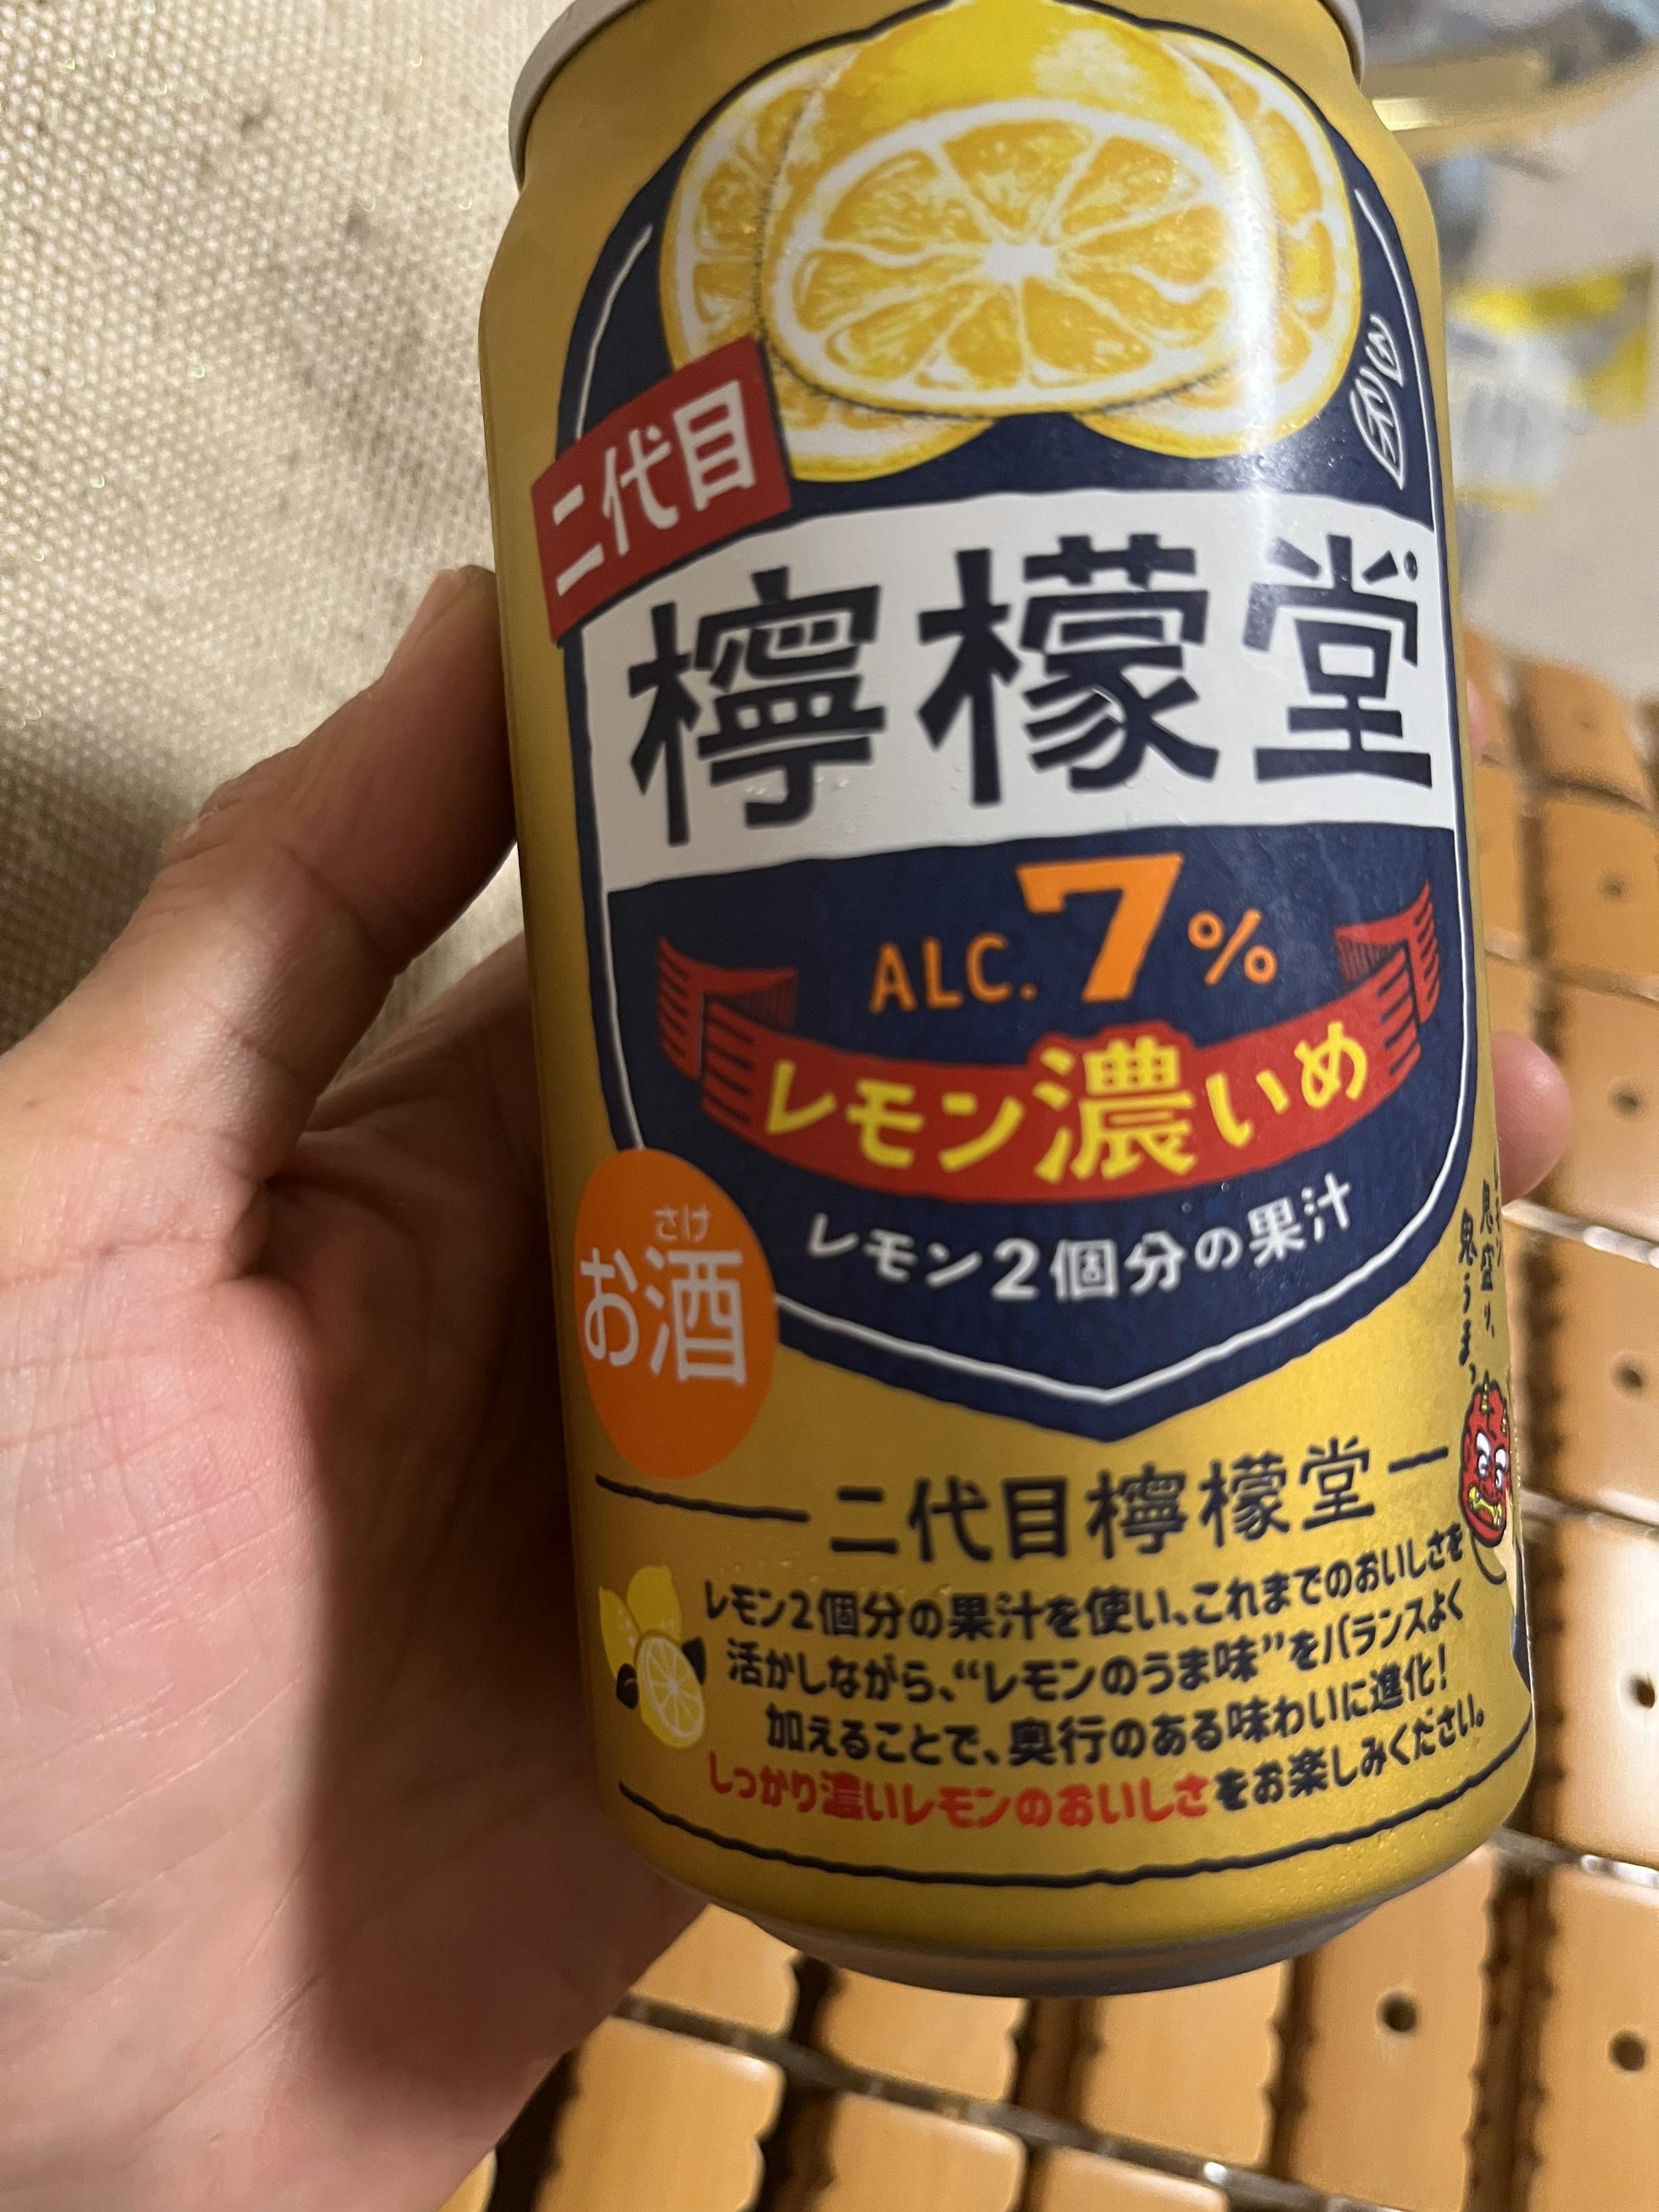 二代目
檸檬堂
ALC.7%
レモン濃いめ
レモン2個分の果汁
さけ
お酒
鬼盛り、
鬼うま、
二代目檸檬堂
レモン2個分の果汁を使い、これまでのおいしさを
活かしながら、“レモンのうま味”をバランスよく
加えることで、奥行のある味わいに進化!
しっかり濃いレモンのおいしさをお楽しみください。